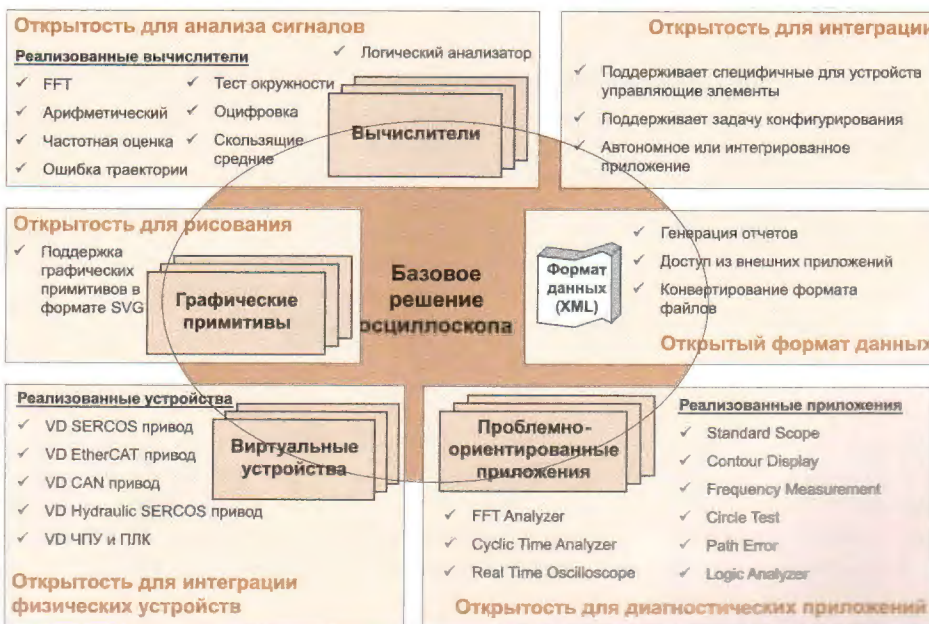 Открытость для анализа сигналов
Реализованные вычислители
✓ FFT
✓ Арифметический
✓ Частотная оценка
✓ Ошибка траектории
✓ Тест окружности
✓ Оцифровка
✓ Скользящие
средние
✓ Логический анализатор
Вычислители
Открытость для интеграци
✓ Поддерживает специфичные для устройств
управляющие элементы
✓ Поддерживает задачу конфигурирования
✓ Автономное или интегрированное
приложение
Открытость для рисования
✓ Поддержка
графических
примитивов в
формате SVG
Графические
примитивы
Базовое
решение
осциллоскопа
Формат
данных
(XML)
✓ Генерация отчетов
✓ Доступ из внешних приложений
✓ Конвертирование формата
файлов
Открытый формат данных
Реализованные устройства
✓ VD SERCOS привод
✓ VD EtherCAT привод
✓ VD CAN привод
✓ VD Hydraulic SERCOS привод
✓ VD ЧПУ и ПЛК
Виртуальные
устройства
Открытость для интеграции
физических устройств
Проблемно-
ориентированные
приложения
✓ FFT Analyzer
✓ Cyclic Time Analyzer
✓ Real Time Oscilloscope
Реализованные приложения
✓ Standard Scope
✓ Contour Display
✓ Frequency Measurement
✓ Circle Test
✓ Path Error
✓ Logic Analyzer
Открытость для диагностических приложений